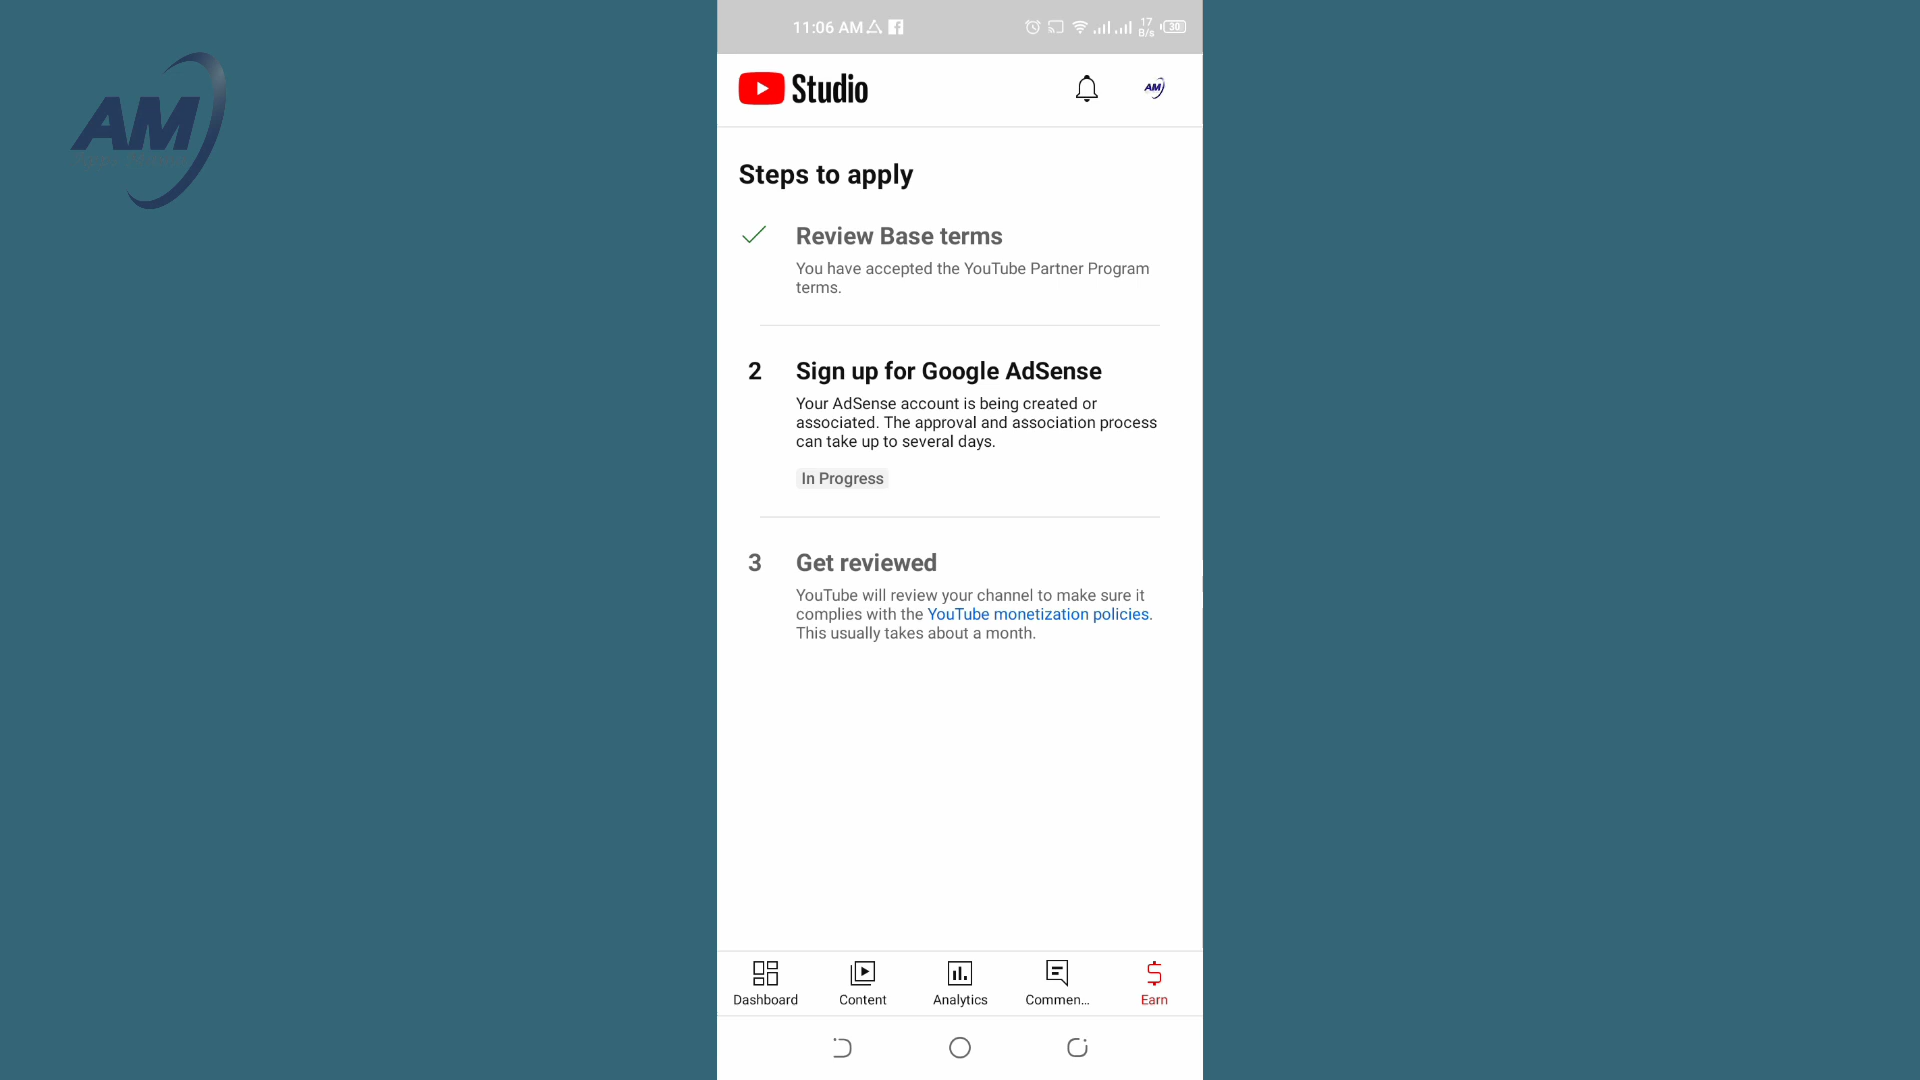 AM
11:06 AM
17
B/s
30
Studio
AM
Steps to apply
Review Base terms
You have accepted the YouTube Partner Program
terms.
2
Sign up for Google AdSense
Your AdSense account is being created or
associated. The approval and association process
can take up to several days.
In Progress
3
Get reviewed
YouTube will review your channel to make sure it
complies with the YouTube monetization policies.
This usually takes about a month.
Dashboard
Content
Analytics
Commen...
Earn